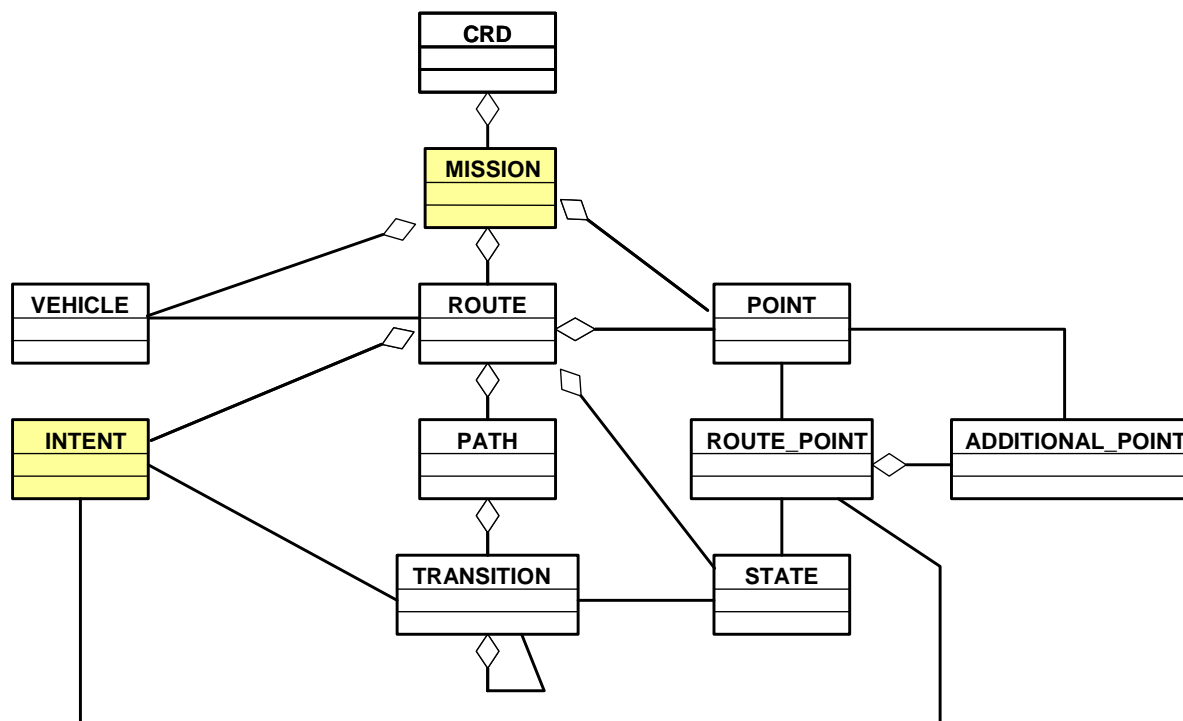 CRD
MISSION
VEHICLE
ROUTE
POINT
INTENT
PATH
ROUTE_POINT
ADDITIONAL_POINT
TRANSITION
STATE